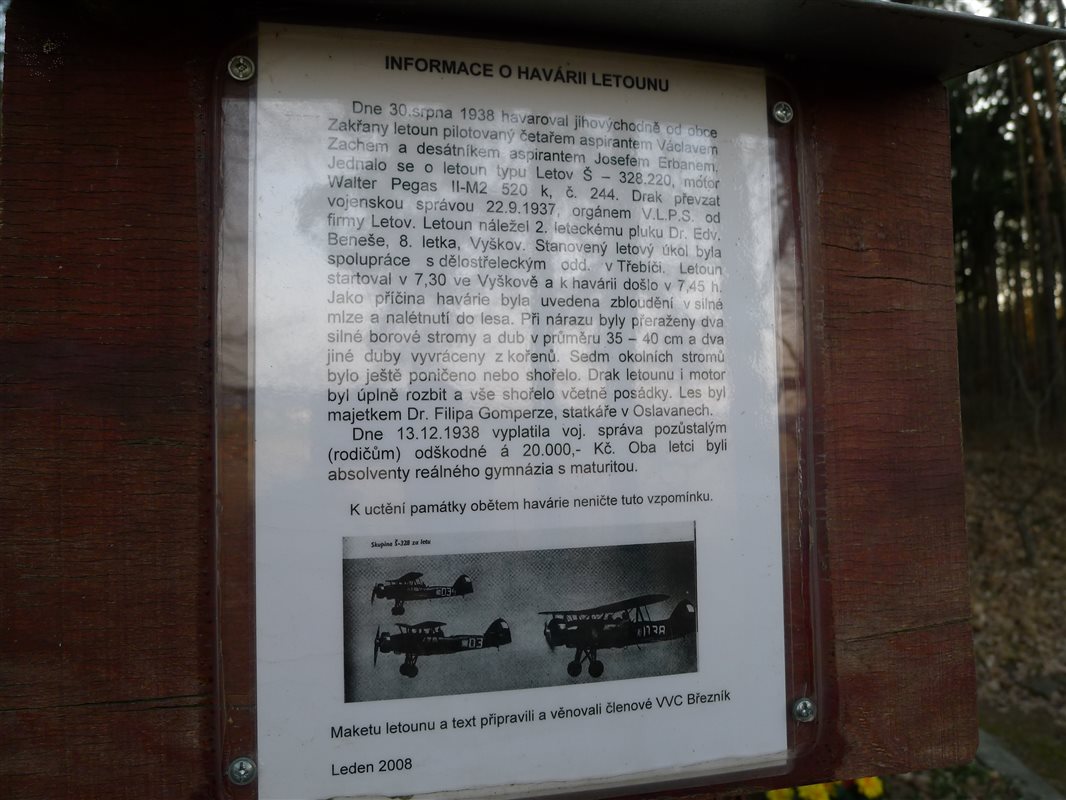 INFORMACE O HAVÁRII LETOUNU
Dne 30.srpna 1938 havaroval jihovýchodně od obce
Zakřany letoun pilotovaný četařem aspirantem Václavem
Zachem a desátníkem aspirantem Josefem Erbanem.
Jednalo se o letoun typu Letov Š – 328.220, mótor
Walter Pegas II-M2 520 k, č. 244. Drak převzat
vojenskou správou 22.9.1937, orgánem V.L.P.S. od
firmy Letov. Letoun náležel 2. leteckému pluku Dr. Edv.
Beneše, 8. letka, Vyškov. Stanovený letový úkol byla
spolupráce s dělostřeleckým odd. v Třebíči. Letoun
startoval v 7,30 ve Vyškově a k havárii došlo v 7,45 h.
Jako příčina havárie byla uvedena zbloudění v silné
mlze a nalétnutí do lesa. Při nárazu byly přeraženy dva
silné borové stromy a dub v průměru 35 – 40 cm a dva
jiné duby vyvráceny z kořenů. Sedm okolních stromů
bylo ještě poničeno nebo shořelo. Drak letounu i motor
byl úplně rozbit a vše shořelo včetně posádky. Les byl
majetkem Dr. Filipa Gomperze, statkáře v Oslavanech.
Dne 13.12.1938 vyplatila voj. správa pozůstalým
(rodičům) odškodné á 20.000,- Kč. Oba letci byli
absolventy reálného gymnázia s maturitou.
K uctění památky obětem havárie neničte tuto vzpomínku.
Skupina Š-328 za letu
Maketu letounu a text připravili a věnovali členové VVC Březník
Leden 2008